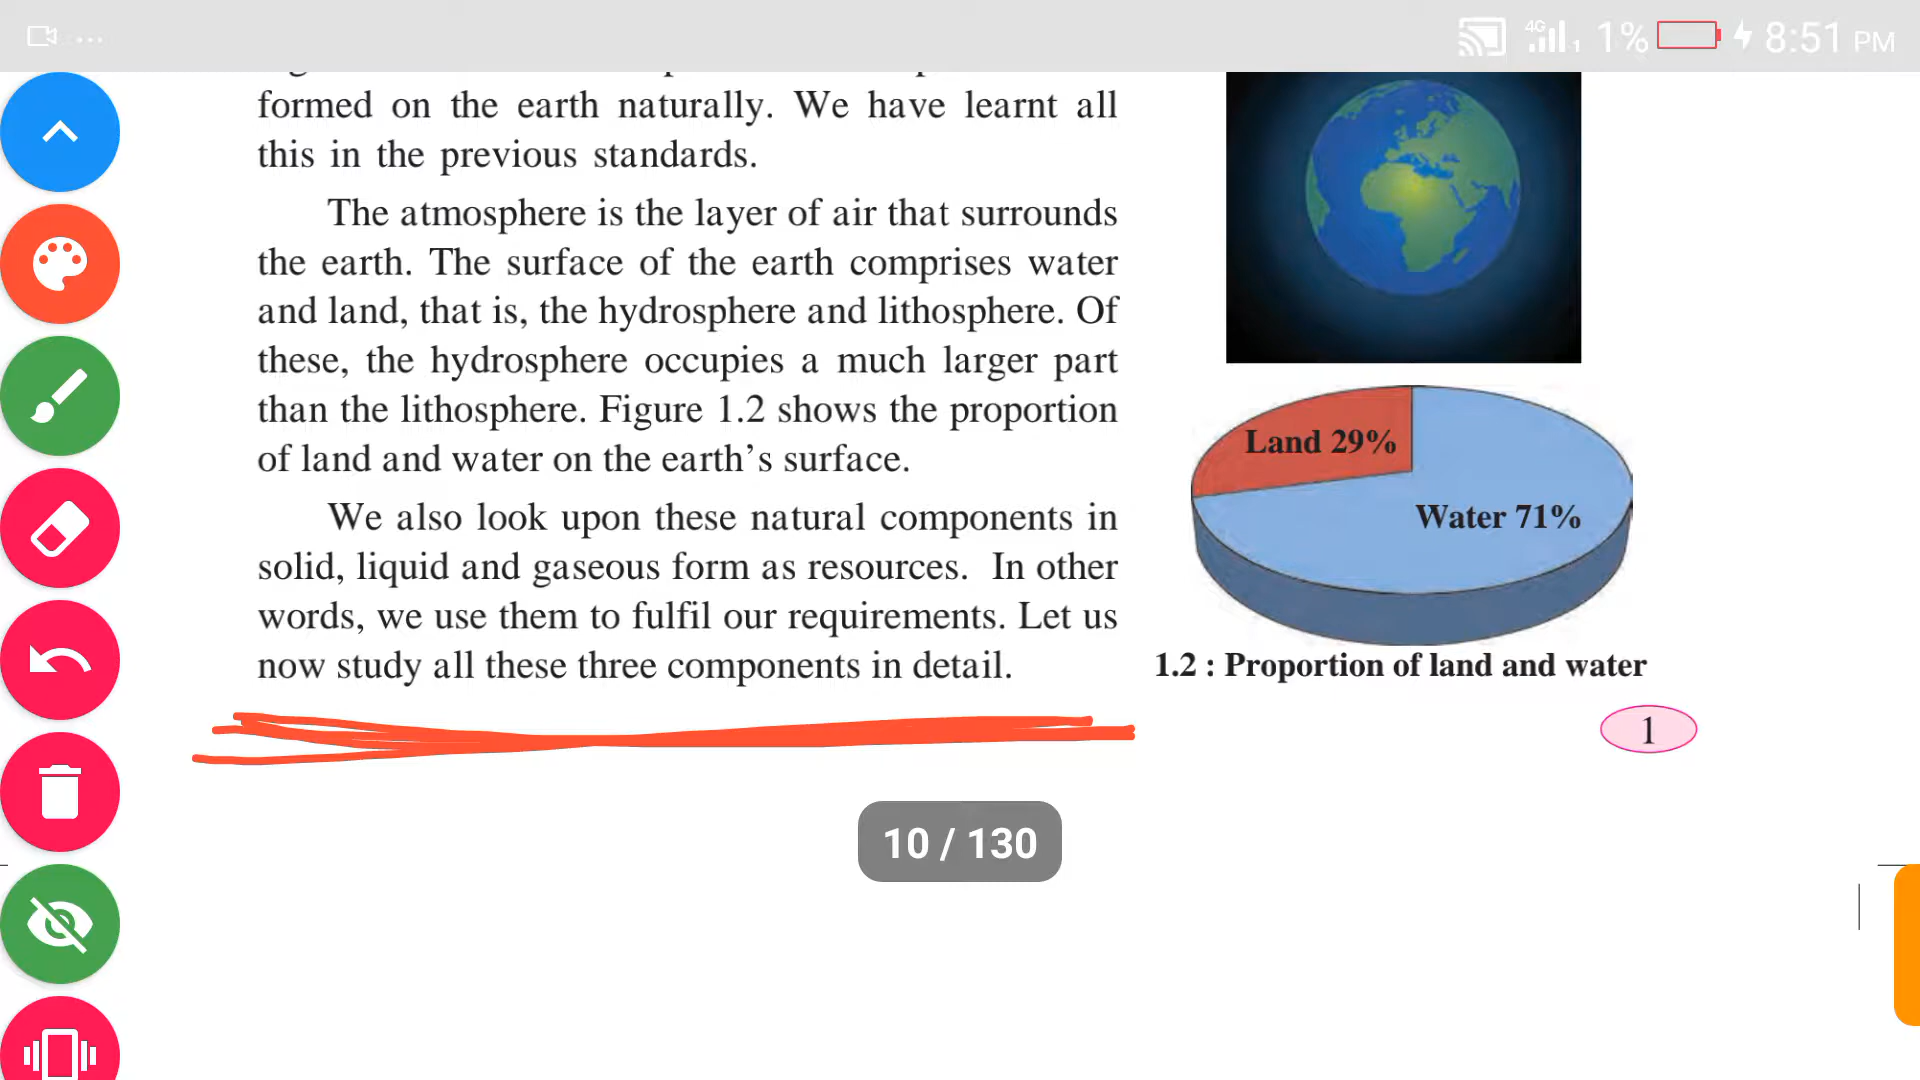 4G 1 1% 8:51 PM
formed on the earth naturally. We have learnt all
this in the previous standards.
The atmosphere is the layer of air that surrounds
the earth. The surface of the earth comprises water
and land, that is, the hydrosphere and lithosphere. Of
these, the hydrosphere occupies a much larger part
than the lithosphere. Figure 1.2 shows the proportion
of land and water on the earth’s surface.
We also look upon these natural components in
solid, liquid and gaseous form as resources. In other
words, we use them to fulfil our requirements. Let us
now study all these three components in detail.
Land 29%
Water 71%
1.2 : Proportion of land and water
1
10 / 130